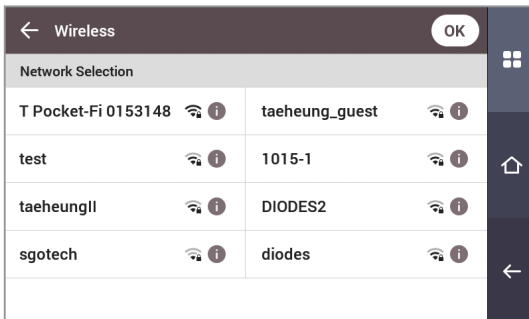 Wireless
OK
Network Selection
T Pocket-Fi 0153148
taeheung_guest
test
1015-1
taeheungII
DIODES2
sgotech
diodes